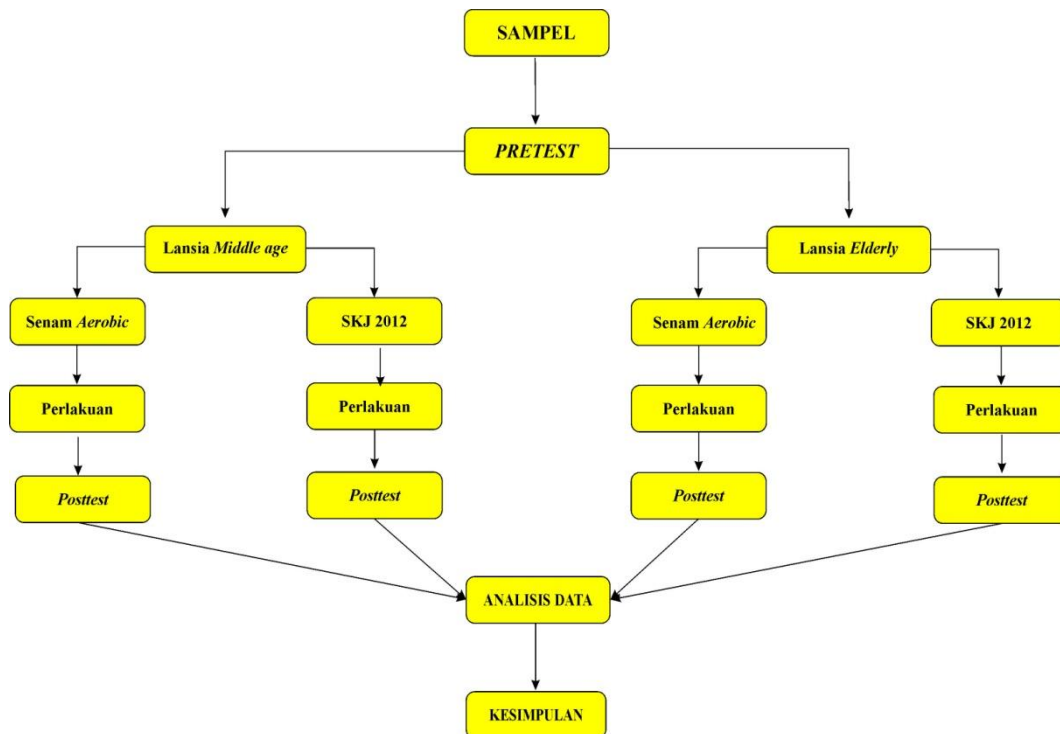 SAMPEL
PRETEST
Lansia Middle age
Lansia Elderly
Senam Aerobic
SKJ 2012
Senam Aerobic
SKJ 2012
Perlakuan
Perlakuan
Perlakuan
Perlakuan
Posttest
Posttest
Posttest
Posttest
ANALISIS DATA
KESIMPULAN